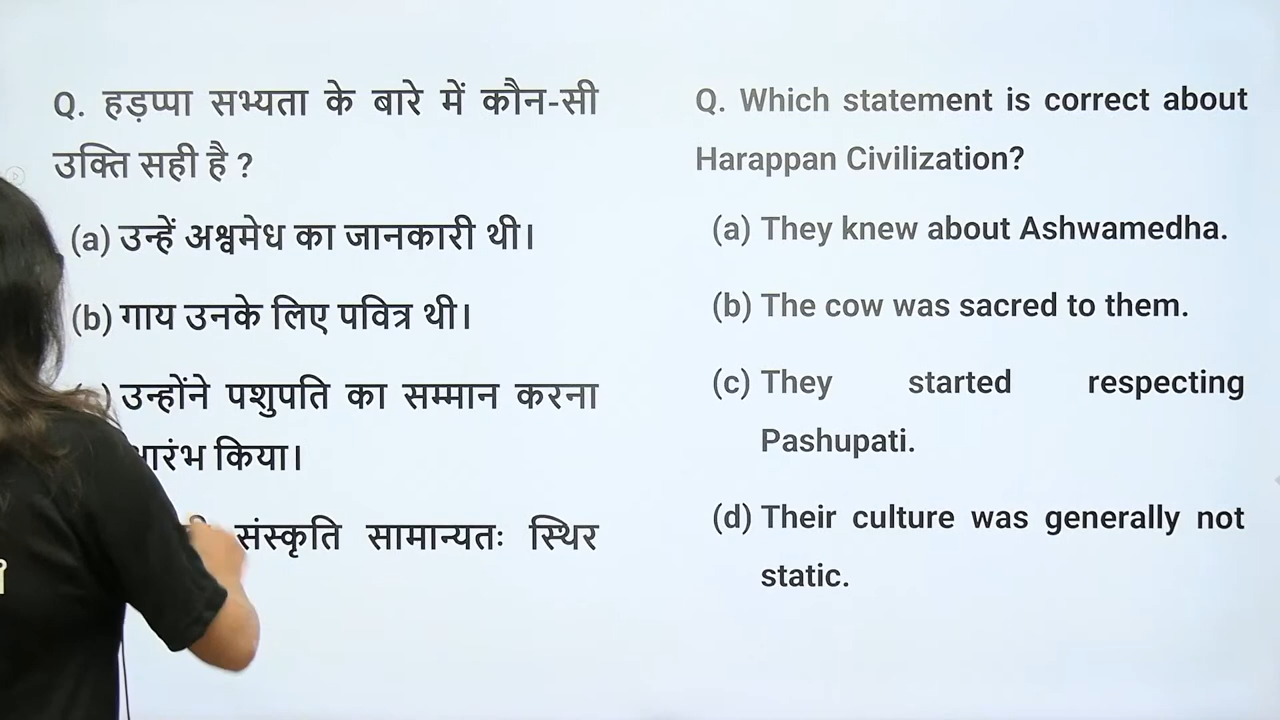 Q. हड़प्पा सभ्यता के बारे में कौन-सी
उक्ति सही है ?
(a) उन्हें अश्वमेध का जानकारी थी।
(b) गाय उनके लिए पवित्र थी।
उन्होंने पशुपति का सम्मान करना
किया।
संस्कृति सामान्यतः स्थिर
Q. Which statement is correct about
Harappan Civilization?
(a) They knew about Ashwamedha.
(b) The cow was sacred to them.
(c) They started respecting
Pashupati.
(d) Their culture was generally not
static.